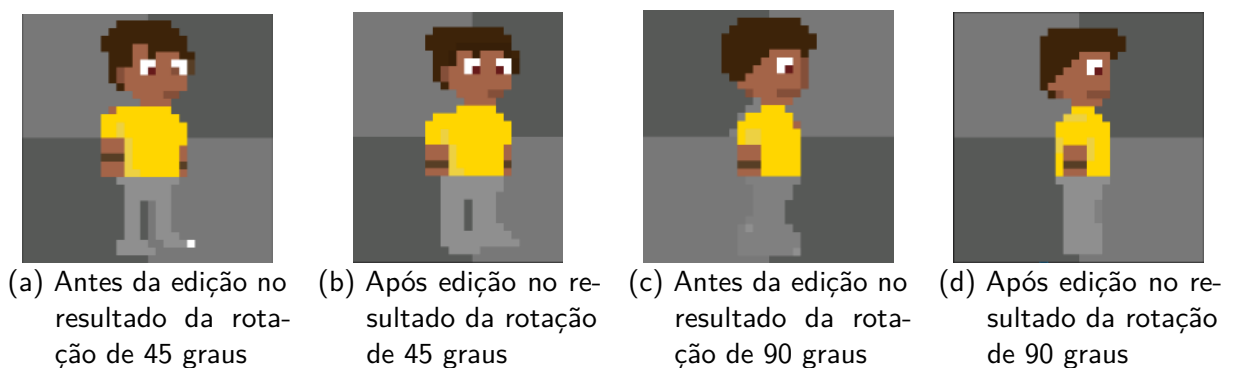 (a) Antes da edição no
resultado da rota-
ção de 45 graus
(b) Após edição no re-
sultado da rotação
de 45 graus
(c) Antes da edição no
resultado da rota-
ção de 90 graus
(d) Após edição no re-
sultado da rotação
de 90 graus